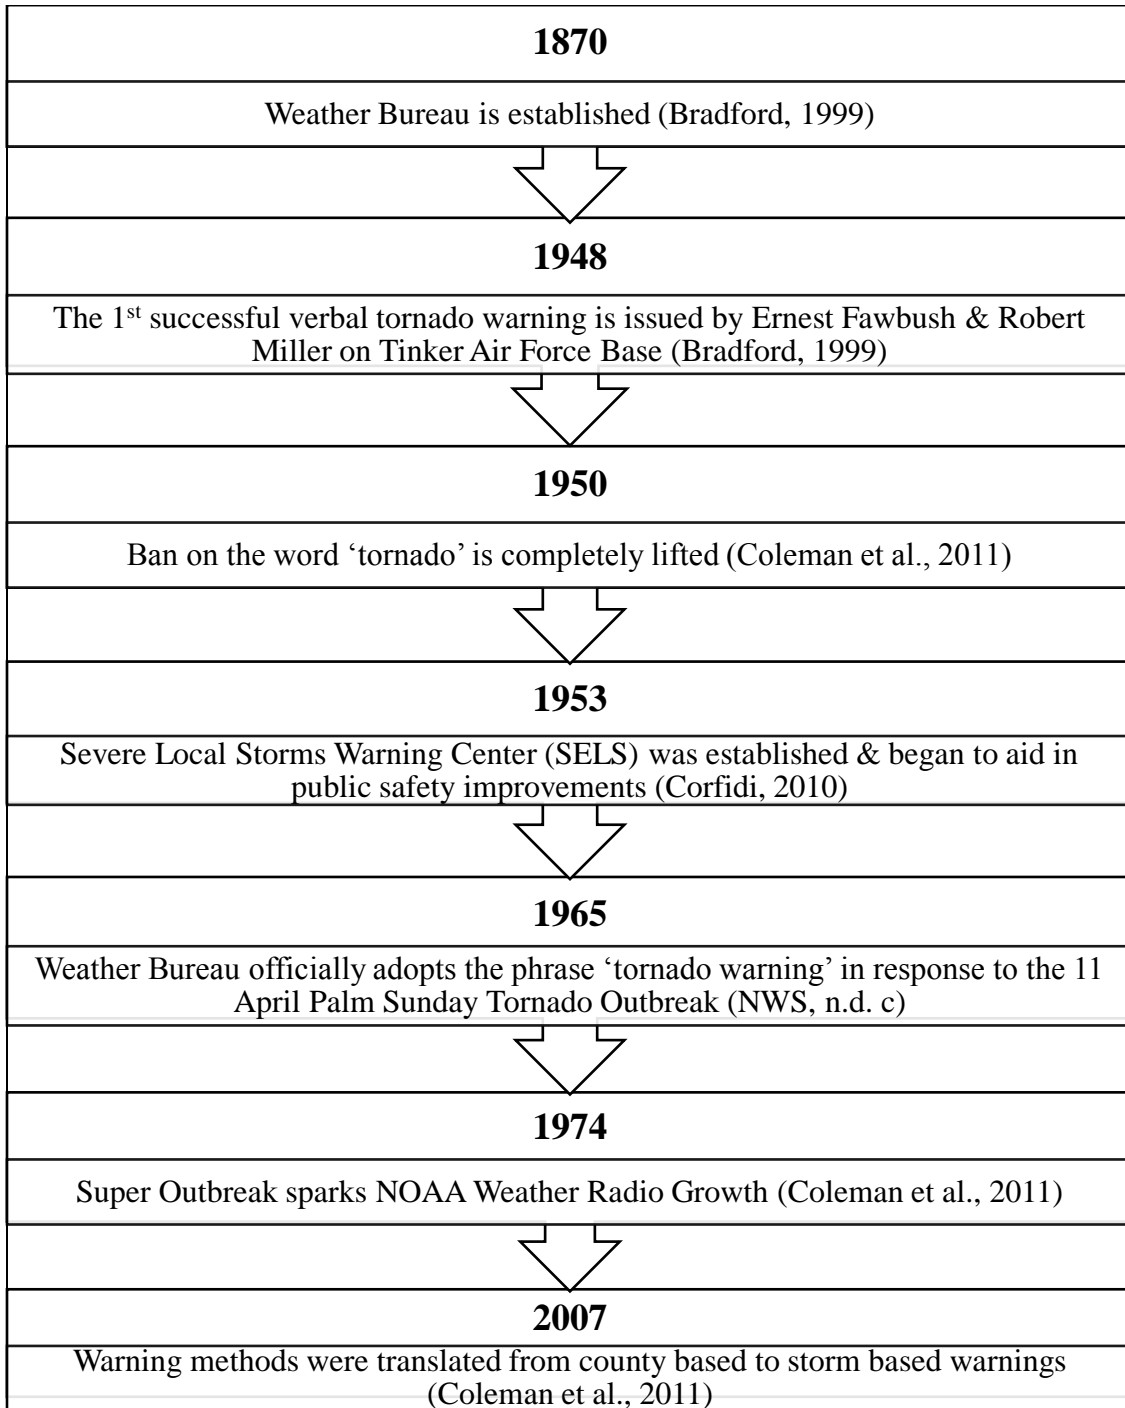 1870
Weather Bureau is established (Bradford, 1999)
1948
The 1st successful verbal tornado warning is issued by Ernest Fawbush & Robert
Miller on Tinker Air Force Base (Bradford, 1999)
1950
Ban on the word ‘tornado’ is completely lifted (Coleman et al., 2011)
1953
Severe Local Storms Warning Center (SELS) was established & began to aid in
public safety improvements (Corfidi, 2010)
1965
Weather Bureau officially adopts the phrase ‘tornado warning’ in response to the 11
April Palm Sunday Tornado Outbreak (NWS, n.d. c)
1974
Super Outbreak sparks NOAA Weather Radio Growth (Coleman et al., 2011)
2007
Warning methods were translated from county based to storm based warnings
(Coleman et al., 2011)